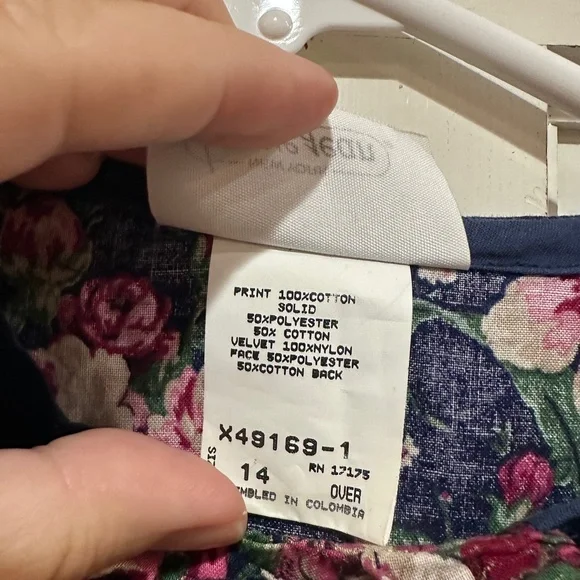 PRINT 100%COTTON
SOLID
50%POLYESTER
50% COTTON
VELVET 100%NYLON
FACE 50%POLYESTER
50%COTTON BACK
X49169-1
14 RN 17175
OVER
MBLED IN COLOMBIA